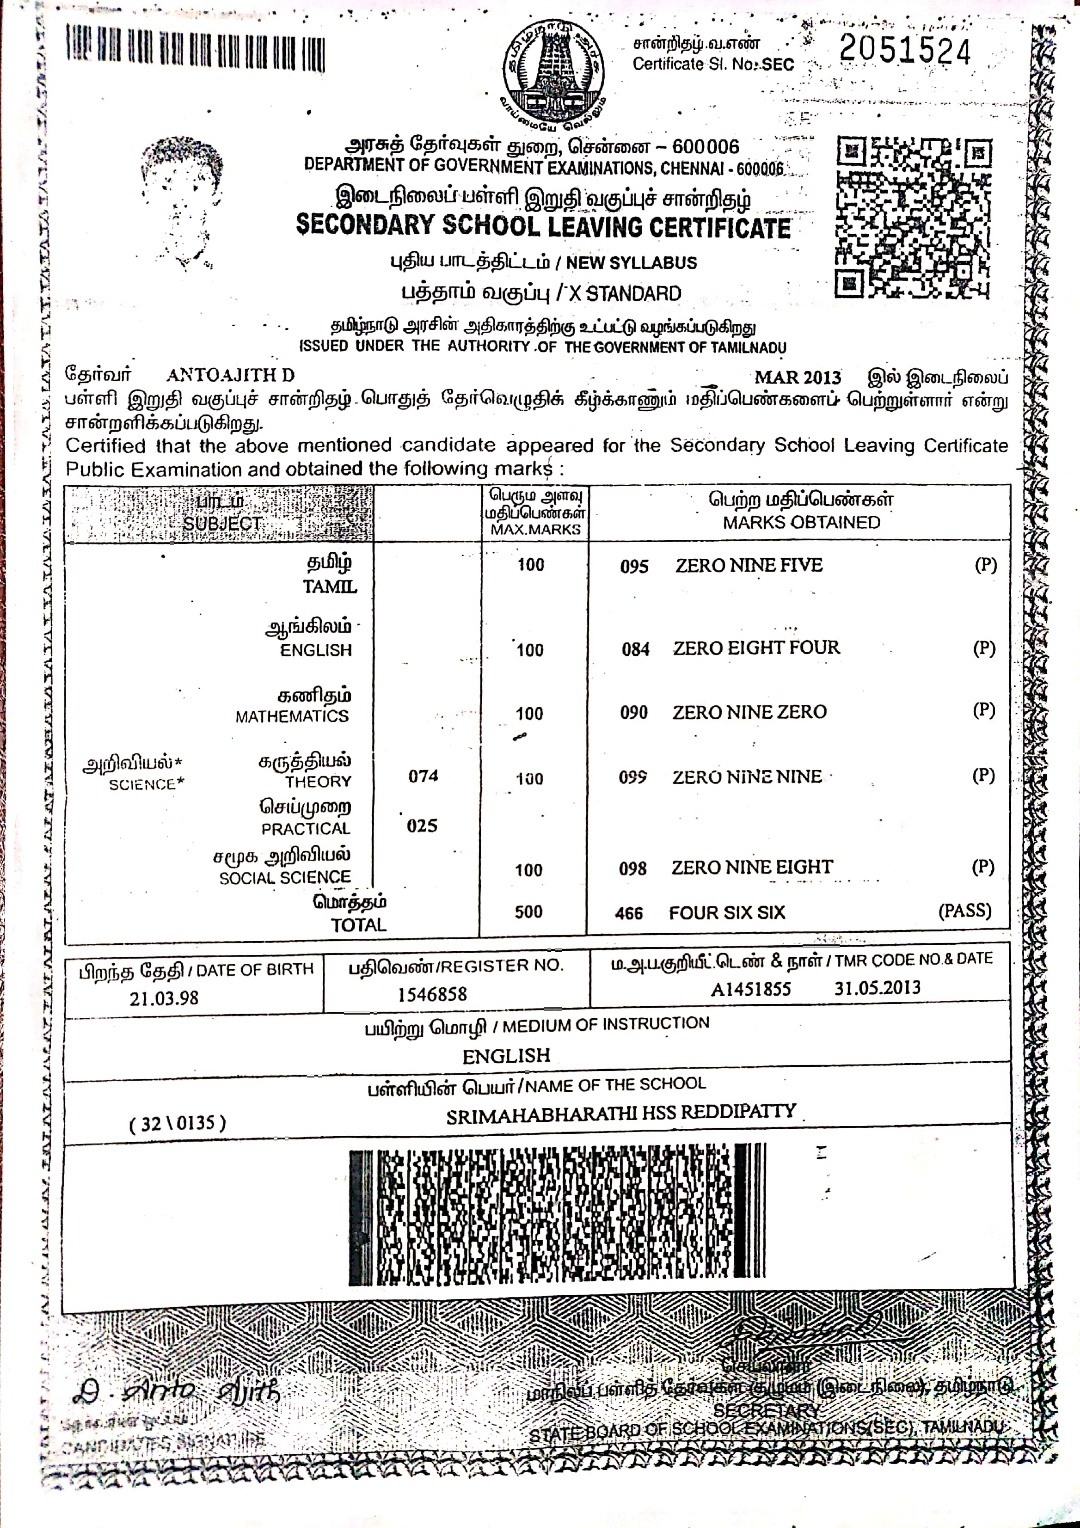 தமிழ்நாடு அரசு
வாய்மையே வெல்லும்
சான்றிதழ்.வ.எண்
Certificate Sl. No: SEC 2051524
அரசுத் தேர்வுகள் துறை, சென்னை – 600006
DEPARTMENT OF GOVERNMENT EXAMINATIONS, CHENNAI - 600006
இடைநிலைப் பள்ளி இறுதி வகுப்புச் சான்றிதழ்
SECONDARY SCHOOL LEAVING CERTIFICATE
புதிய பாடத்திட்டம் / NEW SYLLABUS
பத்தாம் வகுப்பு / X STANDARD
தமிழ்நாடு அரசின் அதிகாரத்திற்கு உட்பட்டு வழங்கப்படுகிறது
ISSUED UNDER THE AUTHORITY OF THE GOVERNMENT OF TAMILNADU
தேர்வர் ANTOAJITH D MAR 2013 இல் இடைநிலைப்
பள்ளி இறுதி வகுப்புச் சான்றிதழ் பொதுத் தேர்வெழுதிக் கீழ்க்காணும் மதிப்பெண்களைப் பெற்றுள்ளார் என்று
சான்றளிக்கப்படுகிறது.
Certified that the above mentioned candidate appeared for the Secondary School Leaving Certificate
Public Examination and obtained the following marks :
பாடம் பெரும அளவு பெற்ற மதிப்பெண்கள்
SUBJECT மதிப்பெண்கள் MARKS OBTAINED
MAX.MARKS
தமிழ் 100 095 ZERO NINE FIVE (P)
TAMIL
ஆங்கிலம்
ENGLISH 100 084 ZERO EIGHT FOUR (P)
கணிதம்
MATHEMATICS 100 090 ZERO NINE ZERO (P)
அறிவியல்* கருத்தியல்
SCIENCE* THEORY 074 100 099 ZERO NINE NINE (P)
செய்முறை
PRACTICAL 025
சமூக அறிவியல்
SOCIAL SCIENCE 100 098 ZERO NINE EIGHT (P)
மொத்தம்
TOTAL 500 466 FOUR SIX SIX (PASS)
பிறந்த தேதி / DATE OF BIRTH பதிவெண்/REGISTER NO. ம.அ.ப.குறியீட்டெண் & நாள் / TMR CODE NO.& DATE
21.03.98 1546858 A1451855 31.05.2013
பயிற்று மொழி / MEDIUM OF INSTRUCTION
ENGLISH
பள்ளியின் பெயர்/NAME OF THE SCHOOL
( 32 \ 0135 ) SRIMAHABHARATHI HSS REDDIPATTY
செயலாளர்
மாநிலப் பள்ளித் தேர்வுகள் குழுமம் (இடைநிலை), தமிழ்நாடு
SECRETARY
STATE BOARD OF SCHOOL EXAMINATIONS(SEC), TAMILNADU
CANDIDATE'S SIGNATURE